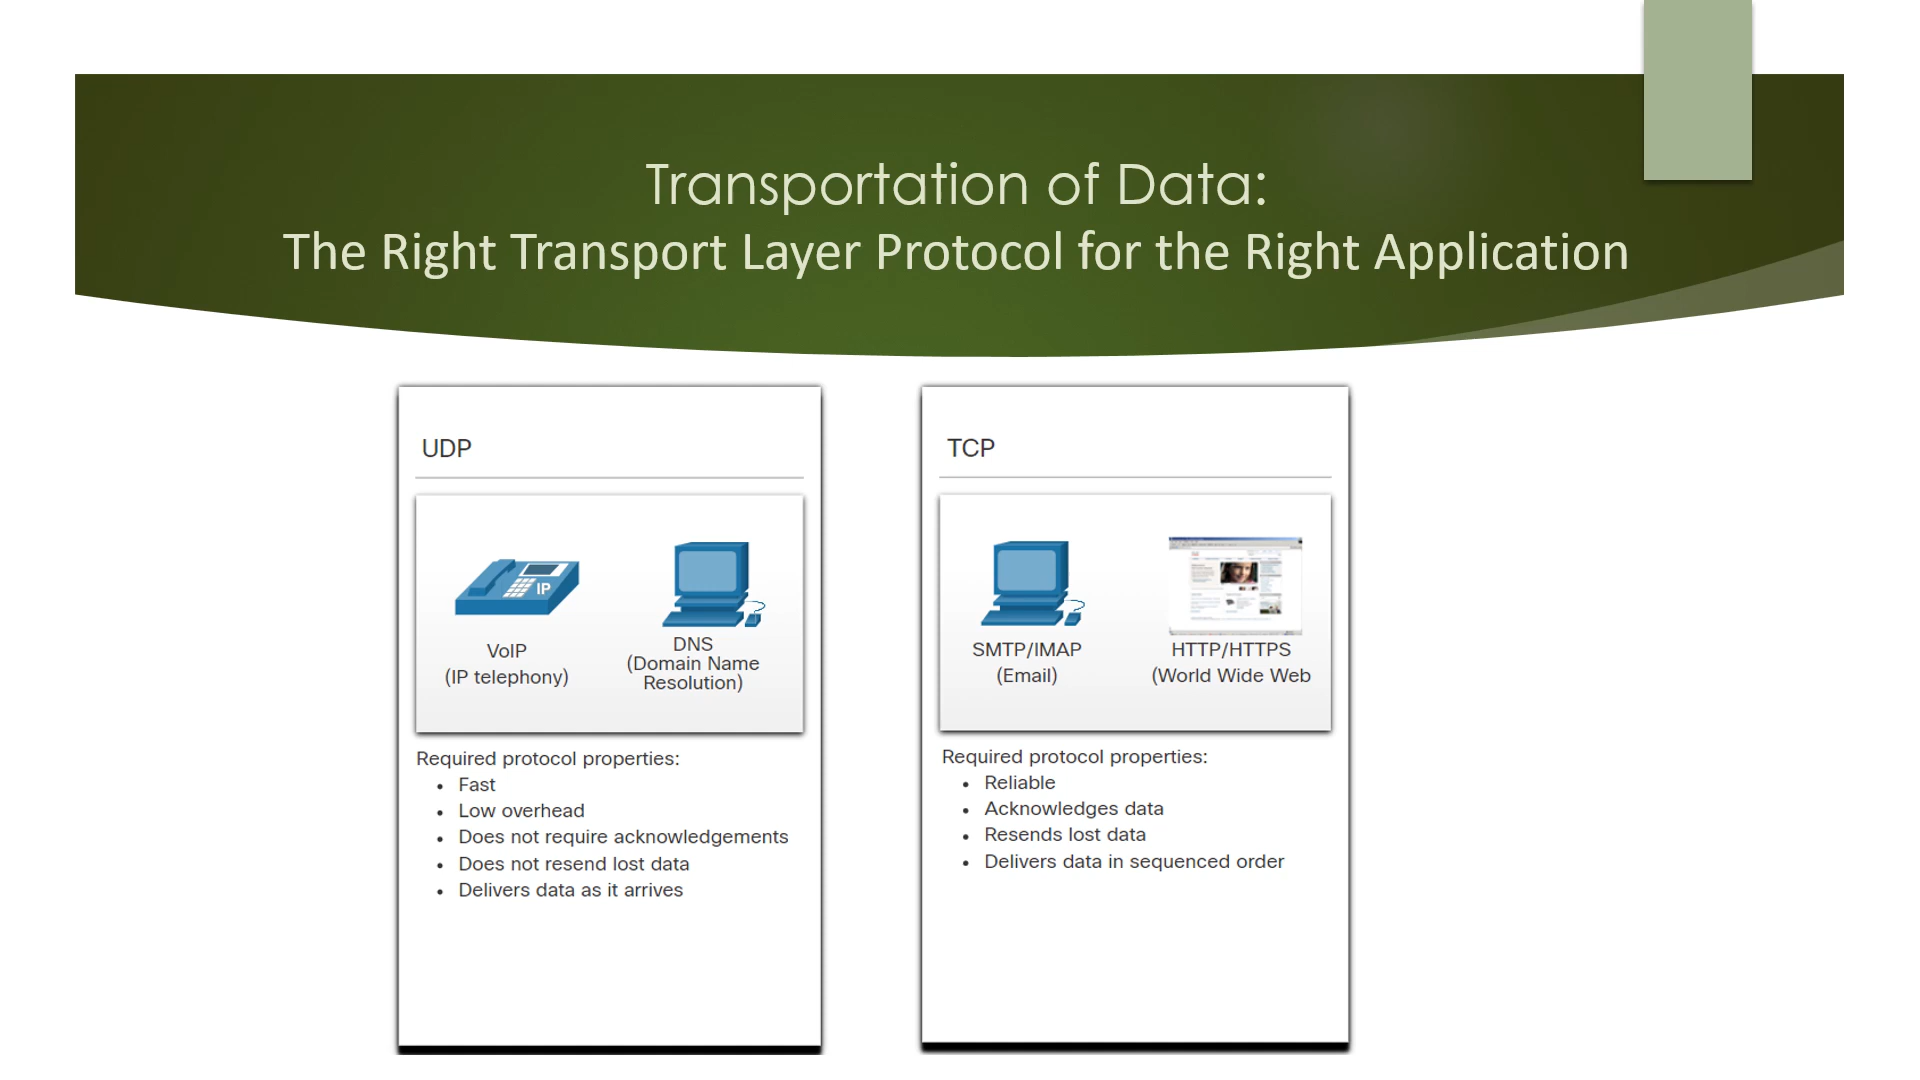 Transportation of Data:
The Right Transport Layer Protocol for the Right Application
UDP
IP
VoIP
(IP telephony)
DNS
(Domain Name
Resolution)
Required protocol properties:
• Fast
• Low overhead
• Does not require acknowledgements
• Does not resend lost data
• Delivers data as it arrives
TCP
SMTP/IMAP
(Email)
HTTP/HTTPS
(World Wide Web
Required protocol properties:
• Reliable
• Acknowledges data
• Resends lost data
• Delivers data in sequenced order